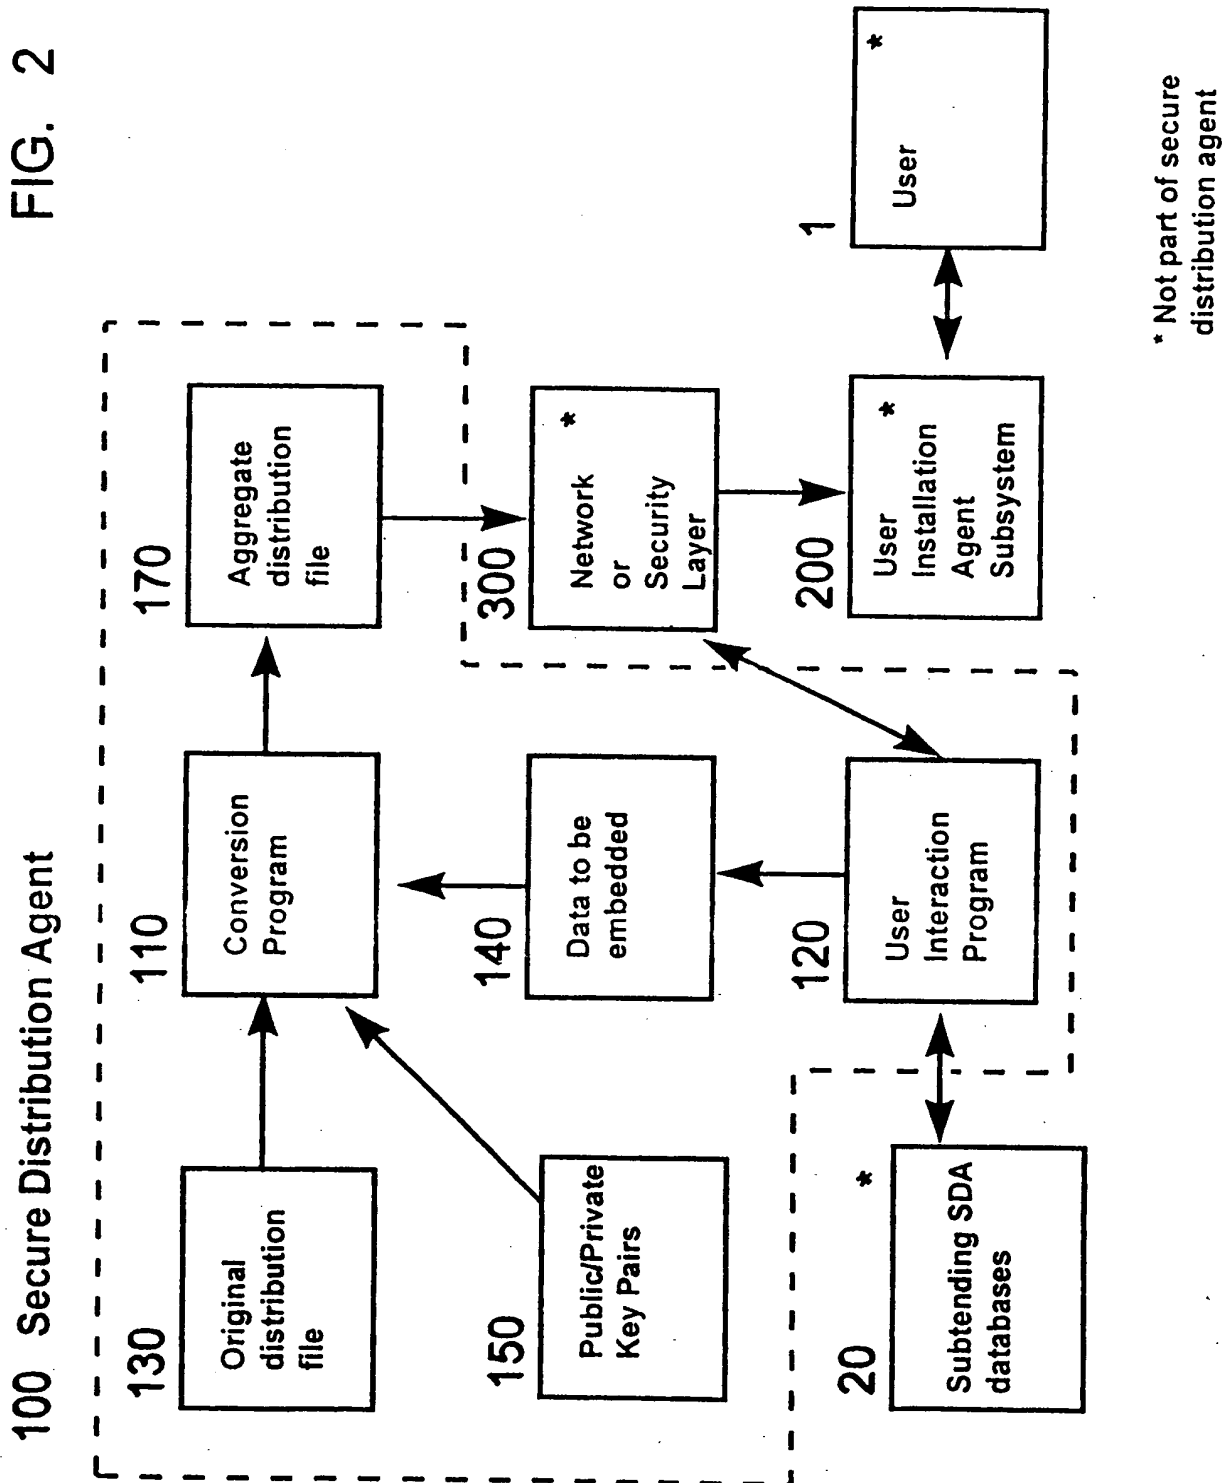 FIG. 2
100 Secure Distribution Agent
130
Original
distribution
file
110
Conversion
Program
170
Aggregate
distribution
file
150
Public/Private
Key Pairs
140
Data to be
embedded
300
*
Network
or
Security
Layer
20
*
Subtending SDA
databases
120
User
Interaction
Program
200
User *
Installation
Agent
Subsystem
1
*
User
* Not part of secure
distribution agent